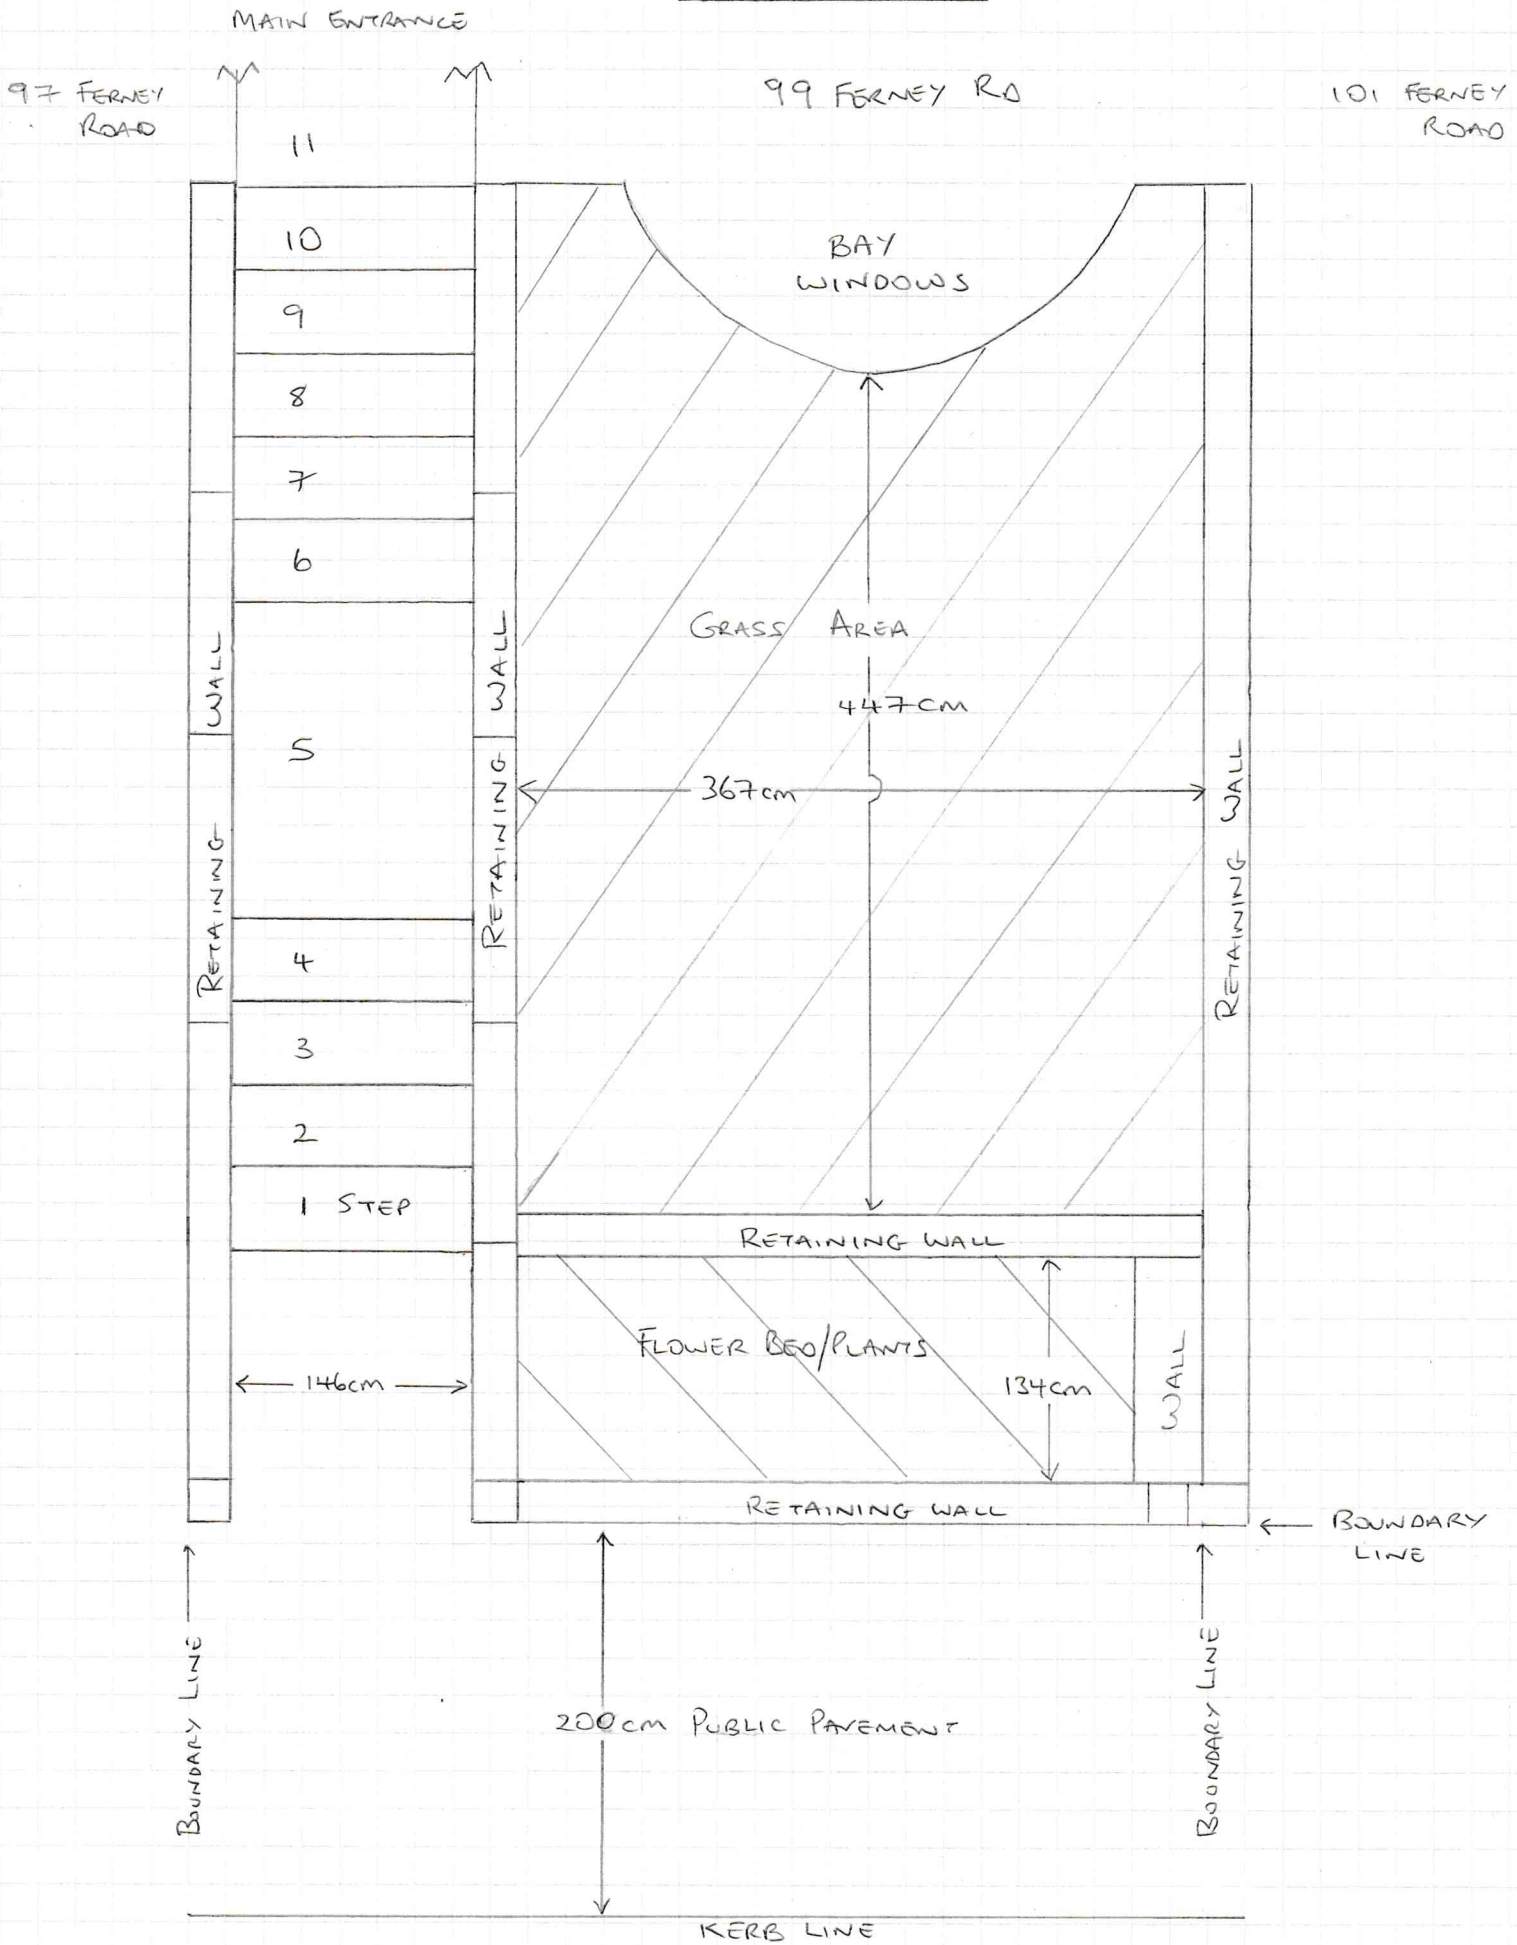 MAIN ENTRANCE
97 FERNEY
ROAD
99 FERNEY RD
101 FERNEY
ROAD
11
10
9
8
7
6
5
4
3
2
1 STEP
BAY
WINDOWS
RETAINING WALL
RETAINING WALL
GRASS AREA
447cm
367cm
RETAINING WALL
RETAINING WALL
FLOWER BED/PLANTS
134cm
WALL
146cm
RETAINING WALL
BOUNDARY
LINE
BOUNDARY LINE
200cm PUBLIC PAVEMENT
BOUNDARY LINE
KERB LINE